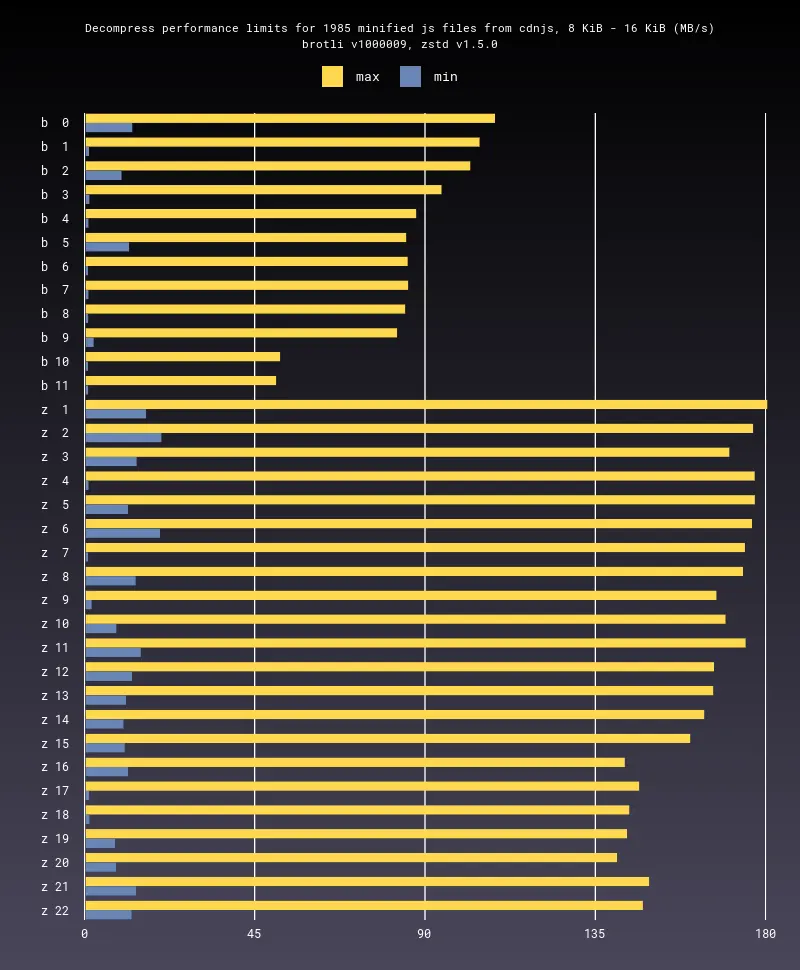 Decompress performance limits for 1985 minified js files from cdnjs, 8 KiB - 16 KiB (MB/s)
brotli v1000009, zstd v1.5.0
max min
b 0
b 1
b 2
b 3
b 4
b 5
b 6
b 7
b 8
b 9
b 10
b 11
z 1
z 2
z 3
z 4
z 5
z 6
z 7
z 8
z 9
z 10
z 11
z 12
z 13
z 14
z 15
z 16
z 17
z 18
z 19
z 20
z 21
z 22
0 45 90 135 180